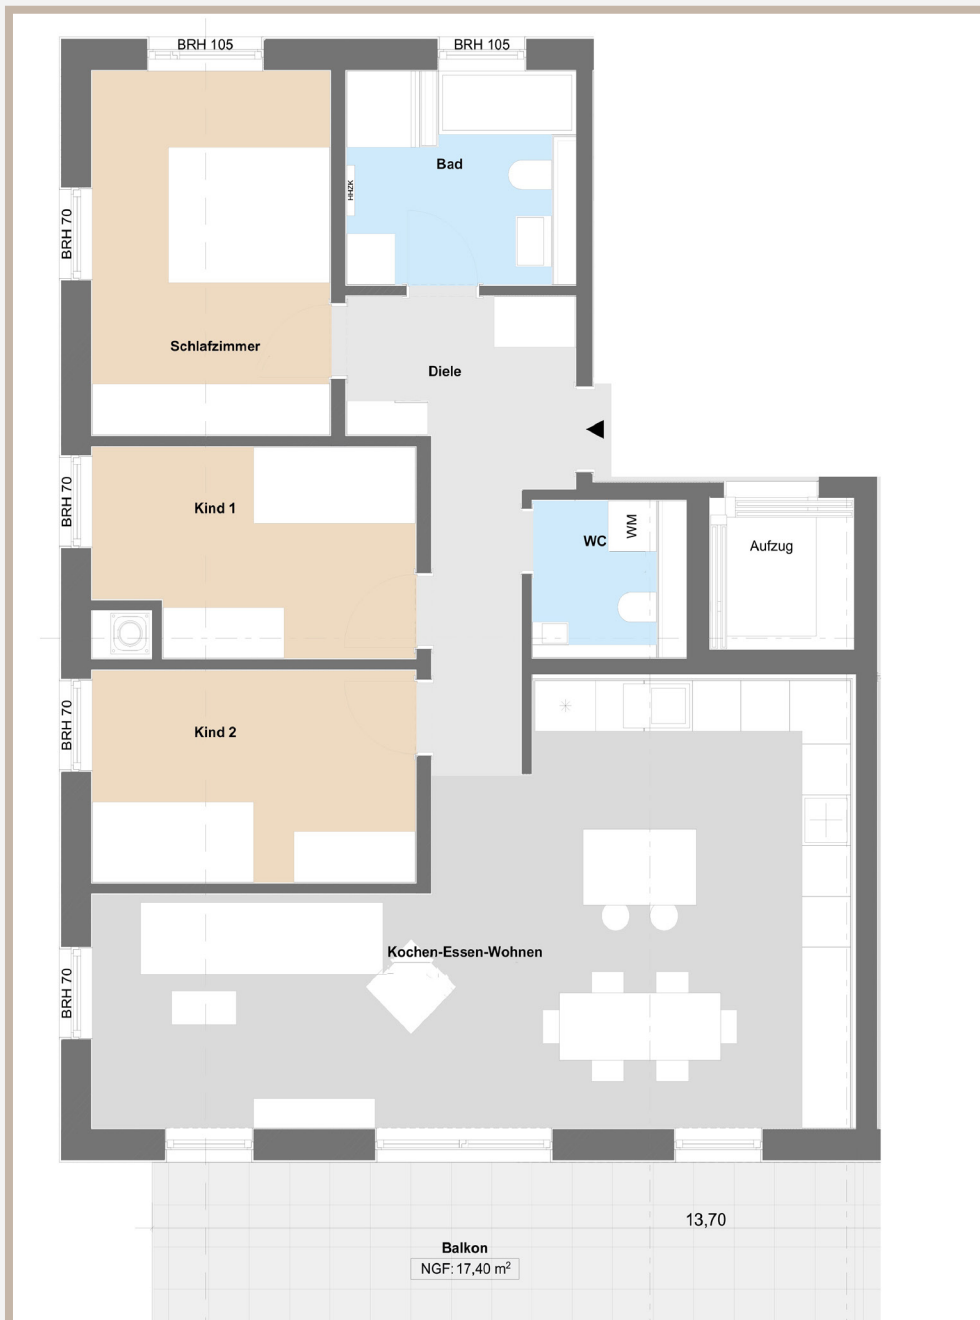 BRH 105
BRH 105
Bad
HHZK
BRH 70
Schlafzimmer
Diele
BRH 70
Kind 1
WC
WM
Aufzug
BRH 70
Kind 2
Kochen-Essen-Wohnen
BRH 70
13,70
Balkon
NGF: 17,40 m²